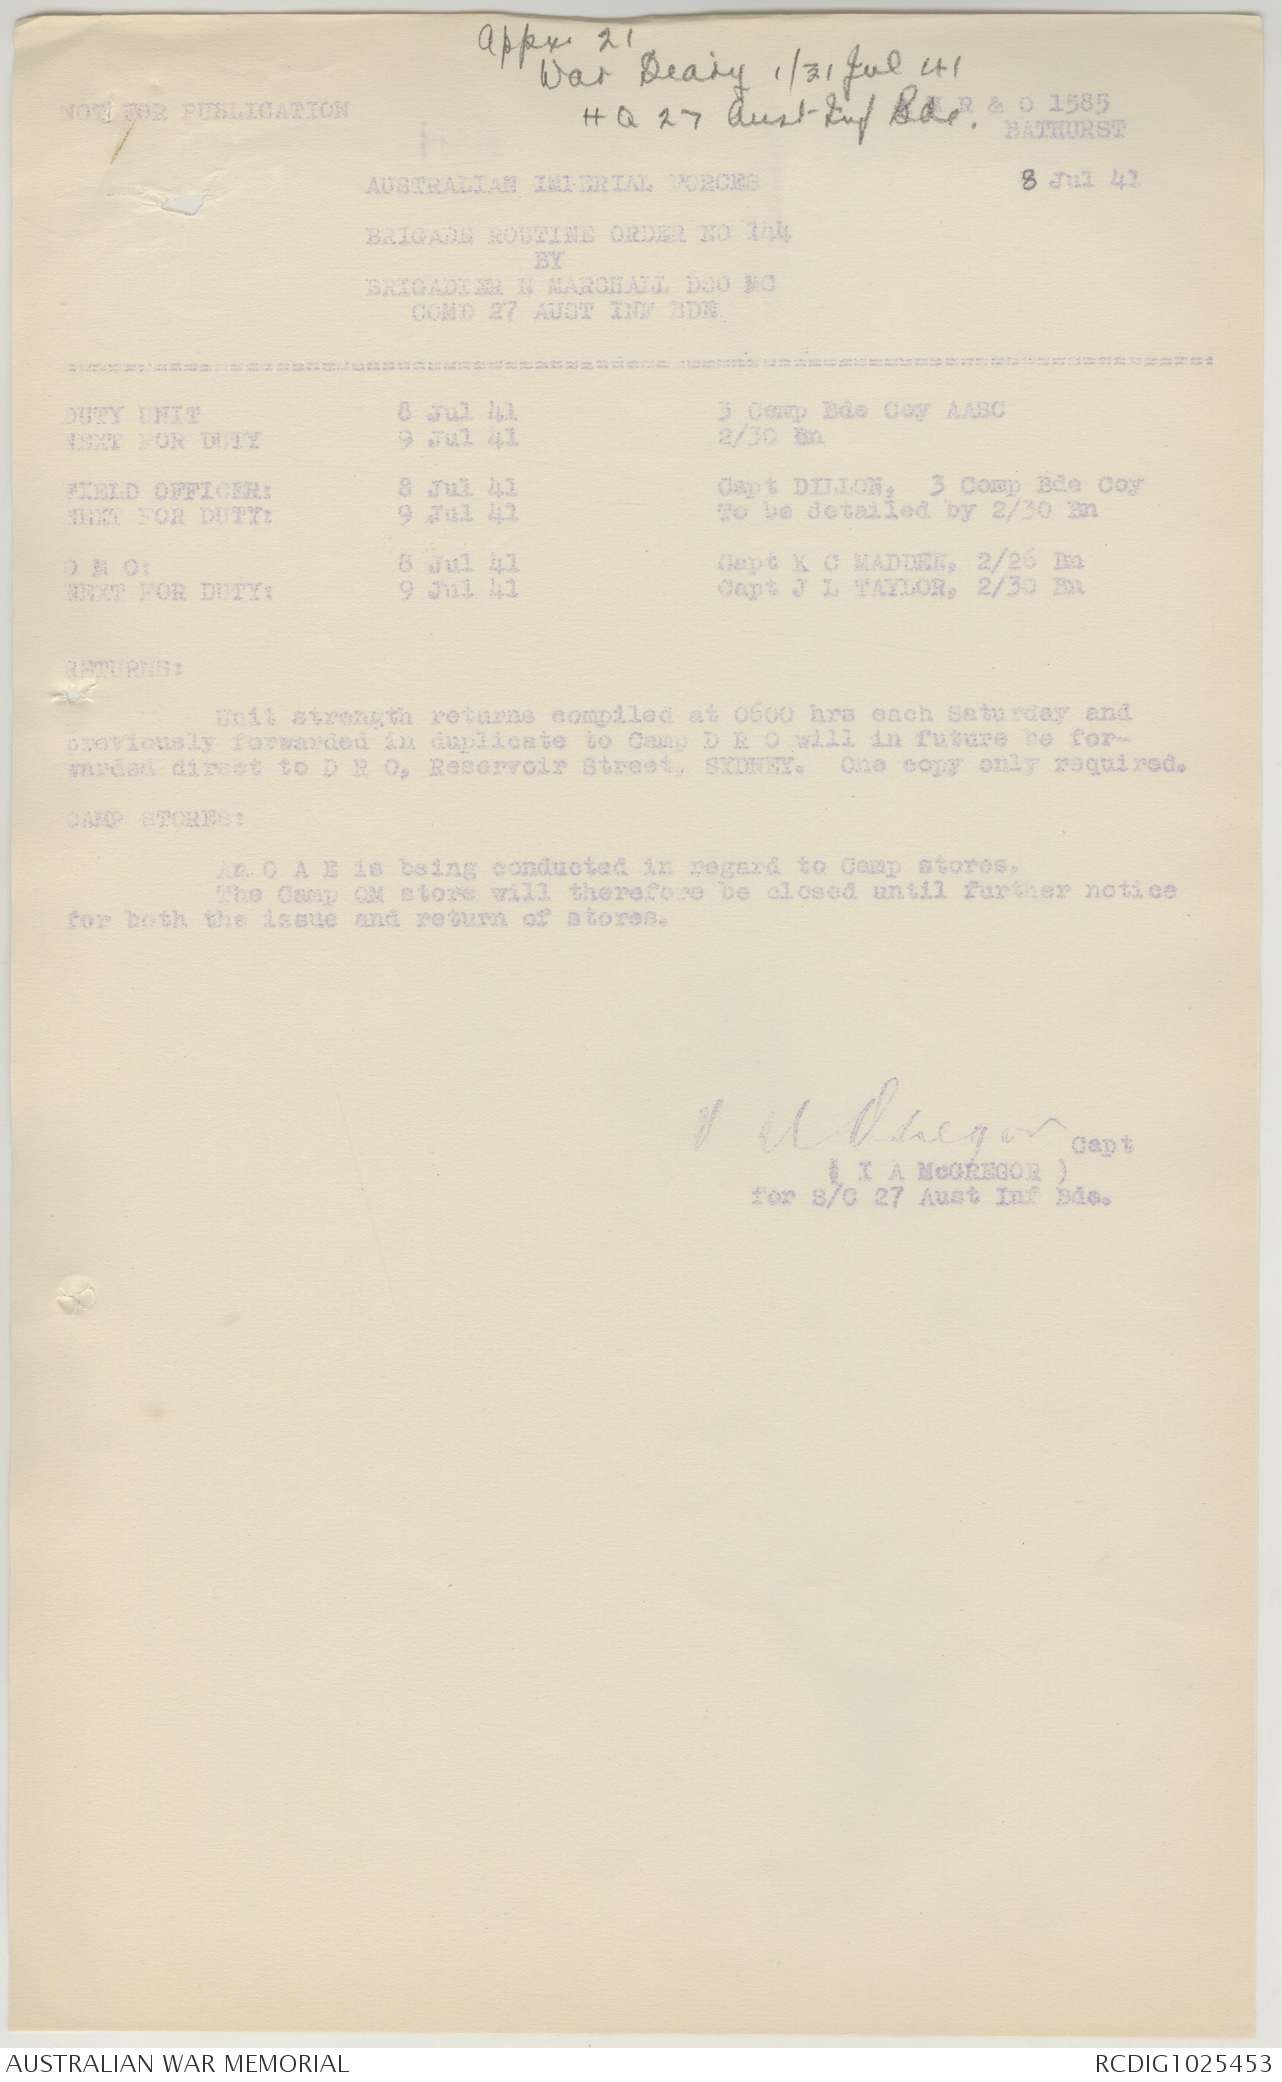 Appx. 21
War Deary 1/31 Jul 41
HQ 27 Aust Inf Bde.
NOT FOR PUBLICATION
R & O 1585
BATHURST
AUSTRALIAN IMPERIAL FORCES
8 Jul 41
BRIGADE ROUTINE ORDER NO 144
BY
BRIGADIER N MARSHALL DSO MC
COMD 27 AUST INF BDE
DUTY UNIT 8 Jul 41 3 Comp Bde Coy AASC
NEXT FOR DUTY 9 Jul 41 2/30 Bn
FIELD OFFICER: 8 Jul 41 Capt DILLON, 3 Comp Bde Coy
NEXT FOR DUTY: 9 Jul 41 To be detailed by 2/30 Bn
O M O: 8 Jul 41 Capt K C MADDEN, 2/26 Bn
NEXT FOR DUTY: 9 Jul 41 Capt J L TAYLOR, 2/30 Bn
RETURNS:
Unit strength returns compiled at 0600 hrs each Saturday and
previously forwarded in duplicate to Camp D R O will in future be for-
warded direct to D R O, Reservoir Street, SYDNEY. One copy only required.
CAMP STORES:
An C A E is being conducted in regard to Camp stores.
The Camp QM store will therefore be closed until further notice
for both the issue and return of stores.
Capt
( I A McGREGOR )
for S/C 27 Aust Inf Bde.
AUSTRALIAN WAR MEMORIAL
RCDIG1025453